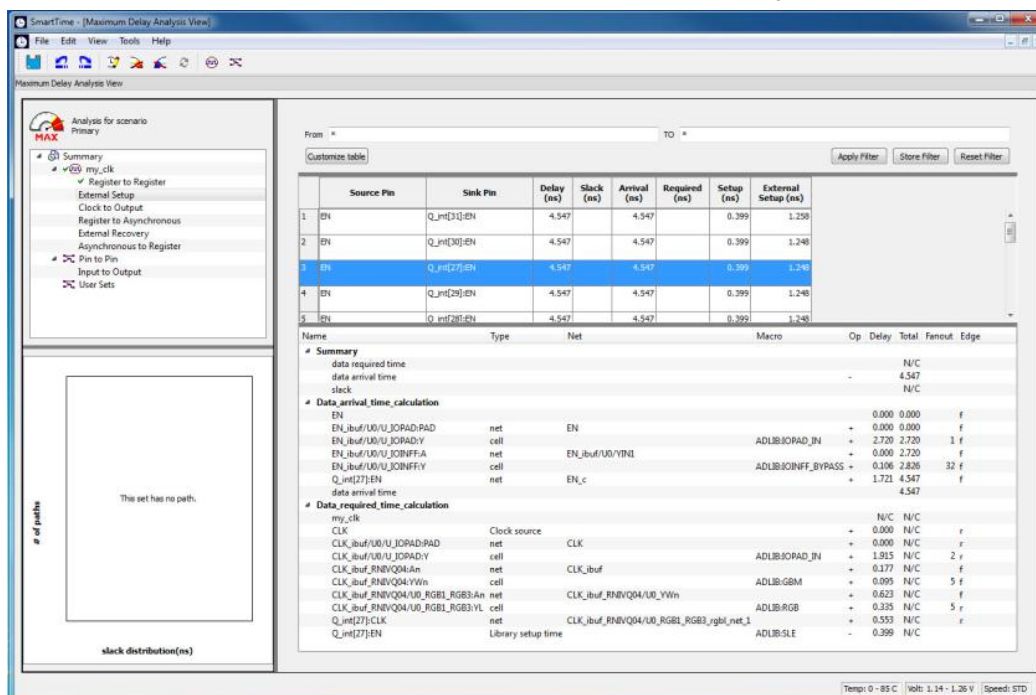 SmartTime - [Maximum Delay Analysis View]
File Edit View Tools Help
Maximum Delay Analysis View
MAX
Analysis for scenario
Primary
Summary
my_clk
Register to Register
External Setup
Clock to Output
Register to Asynchronous
External Recovery
Asynchronous to Register
Pin to Pin
Input to Output
User Sets
# of paths
This set has no path.
slack distribution(ns)
From * TO *
Customize table Apply Filter Store Filter Reset Filter
Source Pin Sink Pin Delay (ns) Slack (ns) Arrival (ns) Required (ns) Setup (ns) External Setup (ns)
1 EN Q_int[31]:EN 4.547 4.547 0.399 1.258
2 EN Q_int[30]:EN 4.547 4.547 0.399 1.248
3 EN Q_int[27]:EN 4.547 4.547 0.399 1.248
4 EN Q_int[29]:EN 4.547 4.547 0.399 1.248
5 EN Q_int[28]:EN 4.547 4.547 0.399 1.248
Name Type Net Macro Op Delay Total Fanout Edge
Summary
data required time N/C
data arrival time - 4.547
slack N/C
Data_arrival_time_calculation
EN 0.000 0.000 f
EN_ibuf/U0/U_IOPAD:PAD net EN + 0.000 0.000 f
EN_ibuf/U0/U_IOPAD:Y cell ADLIB:IOPAD_IN + 2.720 2.720 1 f
EN_ibuf/U0/U_IOINFF:A net EN_ibuf/U0/YIN1 + 0.000 2.720 f
EN_ibuf/U0/U_IOINFF:Y cell ADLIB:IOINFF_BYPASS + 0.106 2.826 32 f
Q_int[27]:EN net EN_c + 1.721 4.547 f
data arrival time 4.547
Data_required_time_calculation
my_clk N/C N/C
CLK Clock source + 0.000 N/C r
CLK_ibuf/U0/U_IOPAD:PAD net CLK + 0.000 N/C r
CLK_ibuf/U0/U_IOPAD:Y cell ADLIB:IOPAD_IN + 1.915 N/C 2 r
CLK_ibuf_RNIVQ04:An net CLK_ibuf + 0.177 N/C f
CLK_ibuf_RNIVQ04:YWn cell ADLIB:GBM + 0.095 N/C 5 f
CLK_ibuf_RNIVQ04/U0_RGB1_RGB3:An net CLK_ibuf_RNIVQ04/U0_YWn + 0.623 N/C f
CLK_ibuf_RNIVQ04/U0_RGB1_RGB3:YL cell ADLIB:RGB + 0.335 N/C 5 r
Q_int[27]:CLK net CLK_ibuf_RNIVQ04/U0_RGB1_RGB3_rgbl_net_1 + 0.553 N/C r
Q_int[27]:EN Library setup time ADLIB:SLE - 0.399 N/C
Temp: 0 - 85 C Volt: 1.14 - 1.26 V Speed: STD